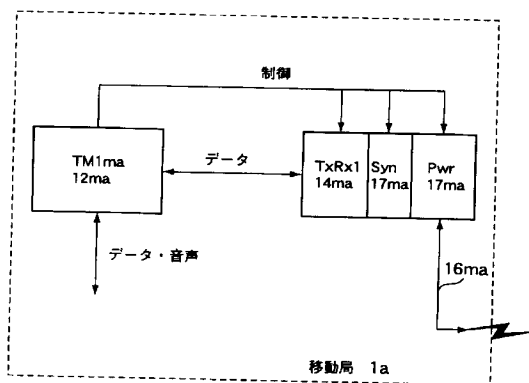 制御
TM1ma
12ma
データ
TxRx1
14ma
Syn
17ma
Pwr
17ma
データ・音声
16ma
移動局 1a